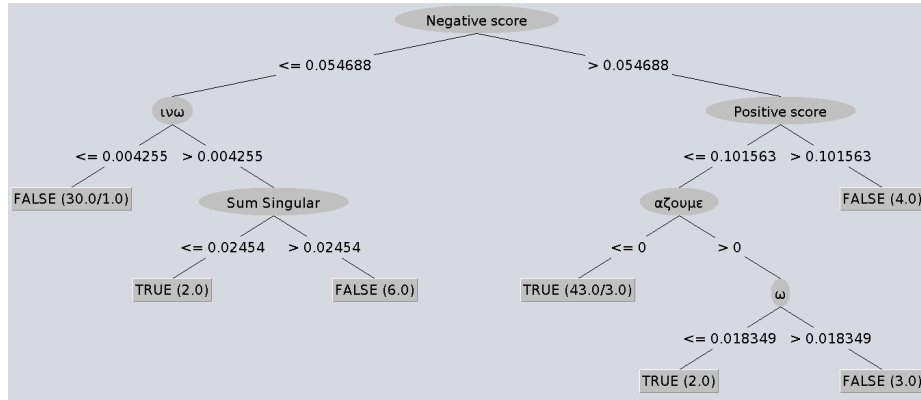 Negative score
<= 0.054688 > 0.054688
ινω Positive score
<= 0.004255 > 0.004255 <= 0.101563 > 0.101563
FALSE (30.0/1.0) Sum Singular αζουμε FALSE (4.0)
<= 0.02454 > 0.02454 <= 0 > 0
TRUE (2.0) FALSE (6.0) TRUE (43.0/3.0) ω
<= 0.018349 > 0.018349
TRUE (2.0) FALSE (3.0)